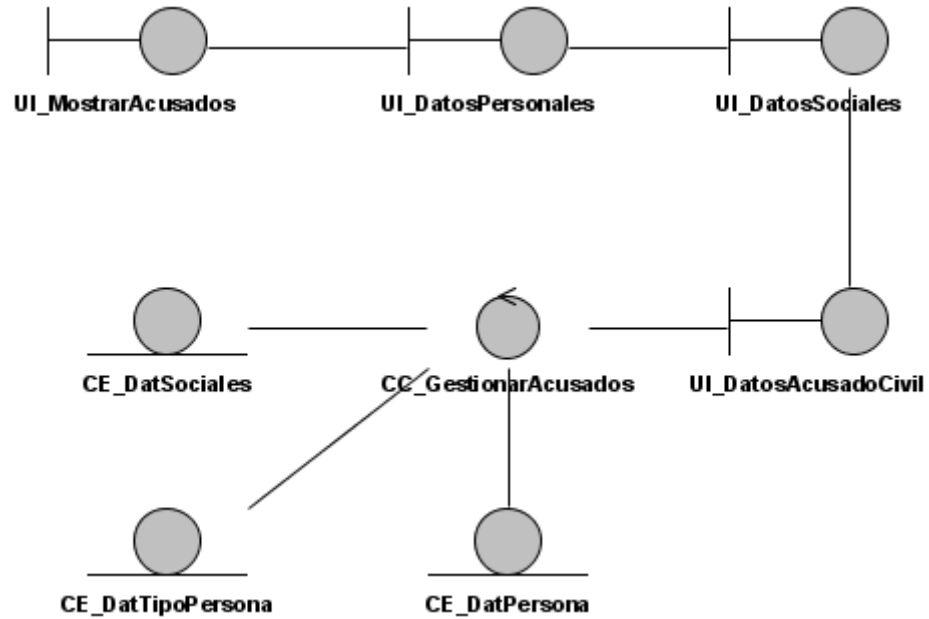 UI_MostrarAcusados
UI_DatosPersonales
UI_DatosSociales
CE_DatSociales
CC_GestionarAcusados
UI_DatosAcusadoCivil
CE_DatTipoPersona
CE_DatPersona